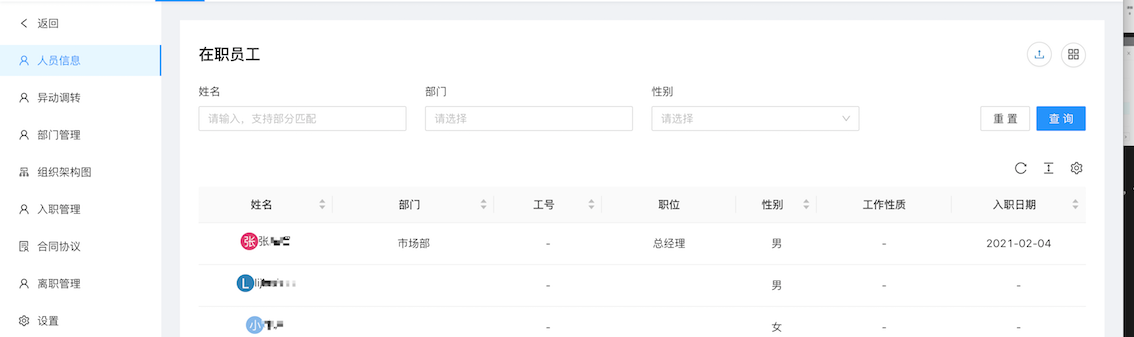 返回
人员信息
异动调转
部门管理
组织架构图
入职管理
合同协议
离职管理
设置
在职员工
姓名 部门 性别
请输入、支持部分匹配 请选择 请选择 重 置 查 询
姓名 部门 工号 职位 性别 工作性质 入职日期
张 张 市场部 - 总经理 男 - 2021-02-04
L - 男 - -
小 - 女 - -